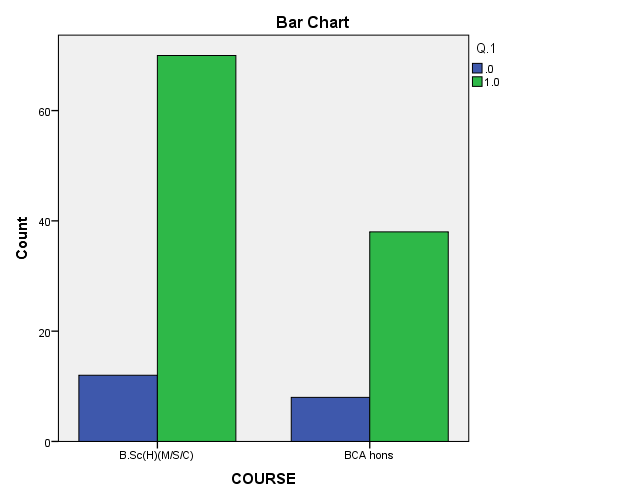 Bar Chart
Q.1
.0
1.0
60
40
20
0
Count
B.Sc(H)(M/S/C)
BCA hons
COURSE